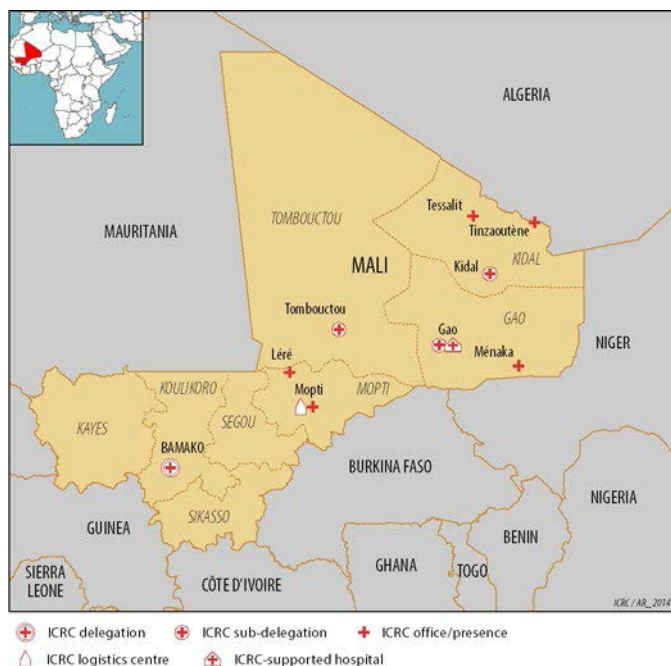 ALGERIA
MAURITANIA
TOMBOUCTOU
Tessalit
Tinzaoutène
MALI
Kidal
KIDAL
Tombouctou
Gao
GAO
NIGER
Léré
Ménaka
KOULIKORO
Mopti
MOPTI
KAYES
SEGOU
BAMAKO
BURKINA FASO
NIGERIA
SIKASSO
GUINEA
BENIN
GHANA
SIERRA
LEONE
CÔTE D'IVOIRE
TOGO
ICRC / AR_2014
ICRC delegation
ICRC sub-delegation
ICRC office/presence
ICRC logistics centre
ICRC-supported hospital